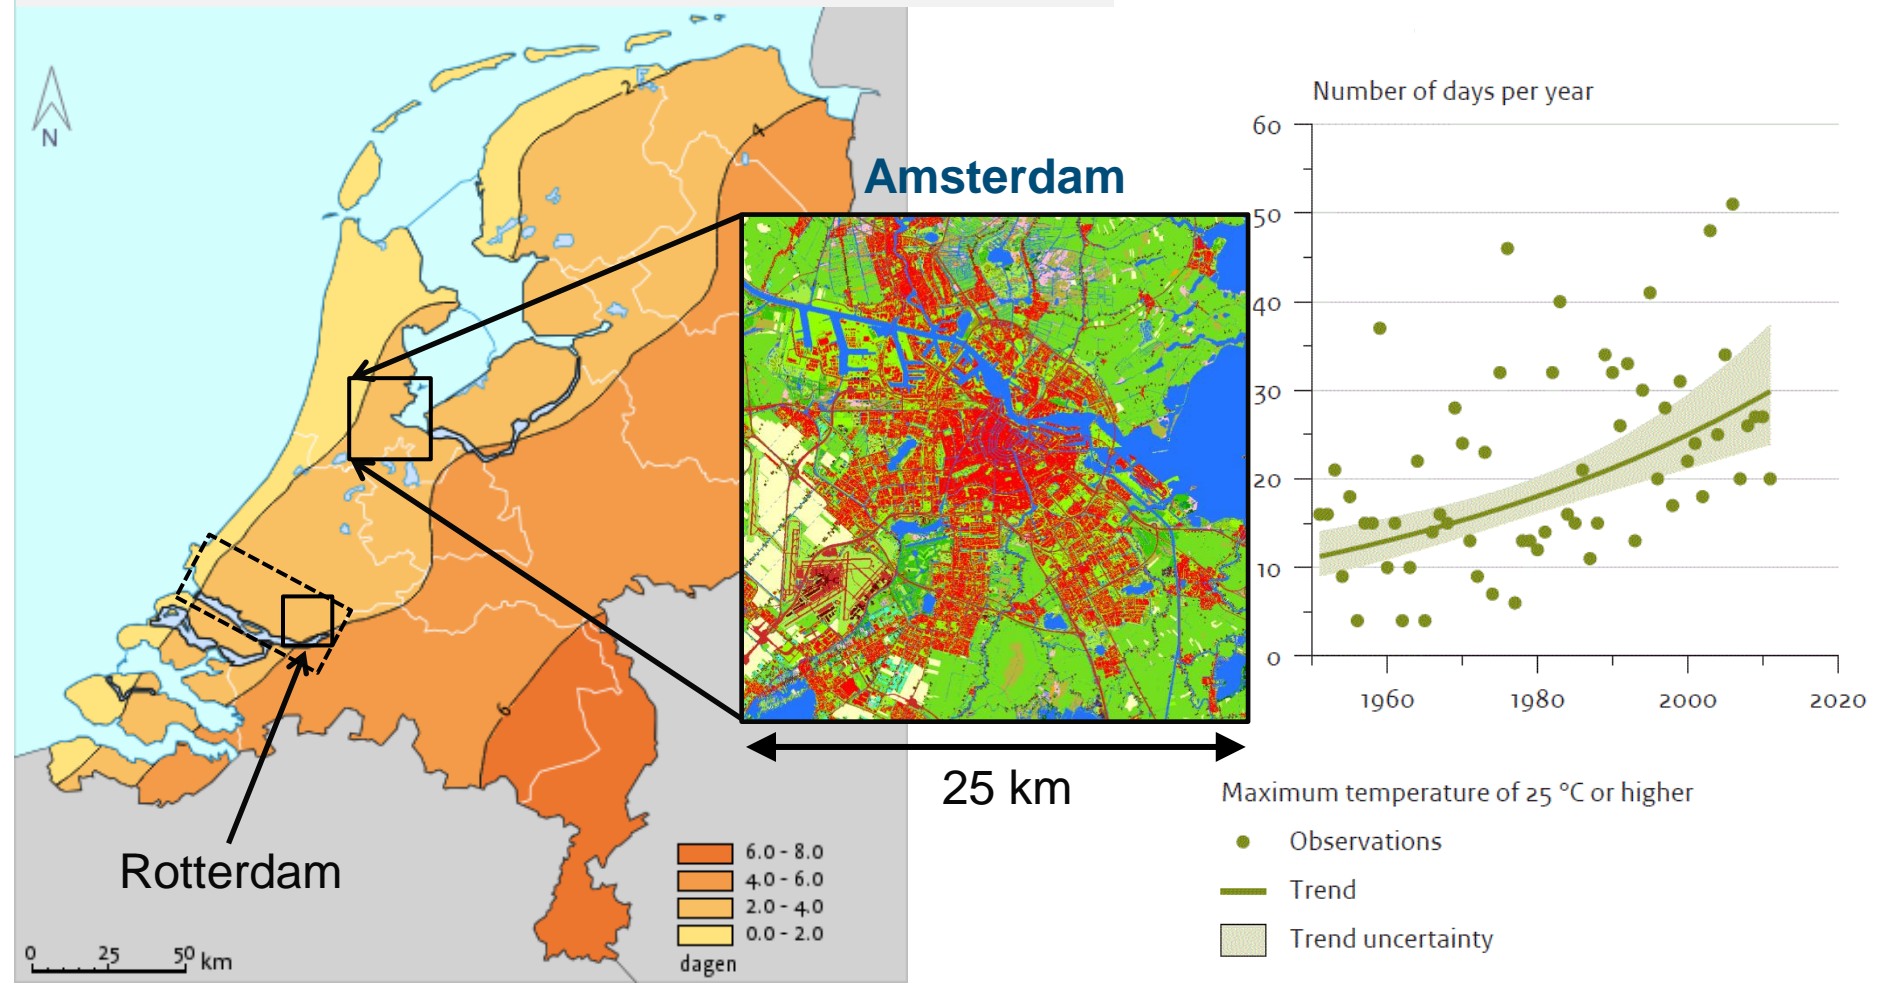 N
2
4
6
Rotterdam
0 25 50 km
6.0 - 8.0
4.0 - 6.0
2.0 - 4.0
0.0 - 2.0
dagen
Amsterdam
25 km
Number of days per year
60
50
40
30
20
10
0
1960 1980 2000 2020
Maximum temperature of 25 °C or higher
Observations
Trend
Trend uncertainty